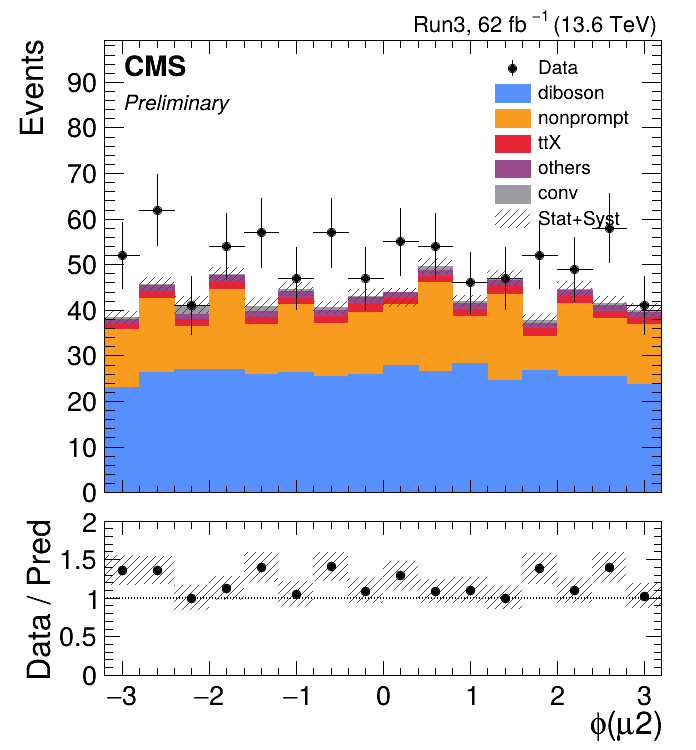 Run3, 62 fb⁻¹ (13.6 TeV)
Events
CMS
Preliminary
Data
diboson
nonprompt
ttX
others
conv
Stat+Syst
90
80
70
60
50
40
30
20
10
0
Data / Pred
2
1.5
1
0.5
0
−3 −2 −1 0 1 2 3
ϕ(μ2)